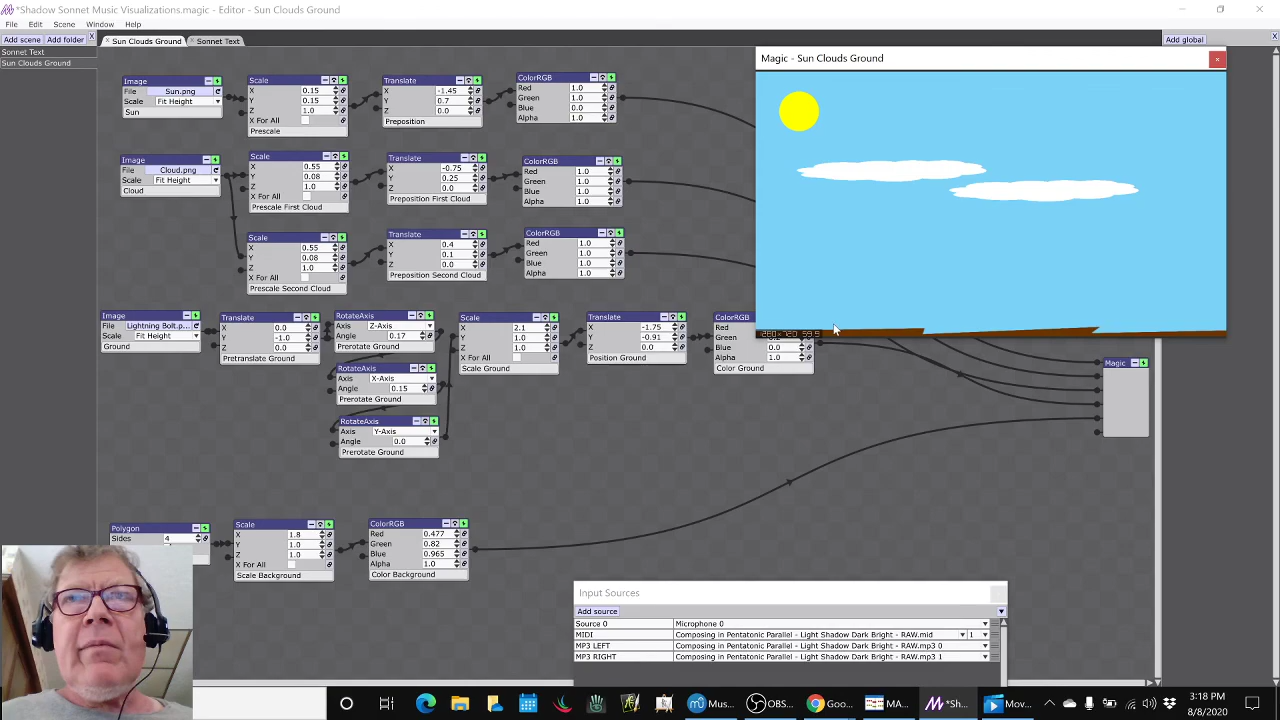 *Shadow Sonnet Music Visualizations.magic - Editor - Sun Clouds Ground
File Edit Scene Window Help
Add scene Add folder
Sun Clouds Ground Sonnet Text
Add global
Sonnet Text
Sun Clouds Ground
Magic - Sun Clouds Ground
Image
File Sun.png
Scale Fit Height
Sun
Scale
X 0.15
Y 0.15
Z 1.0
X For All
Prescale
Translate
X -1.45
Y 0.7
Z 0.0
Preposition
ColorRGB
Red 1.0
Green 1.0
Blue 0.0
Alpha 1.0
Image
File Cloud.png
Scale Fit Height
Cloud
Scale
X 0.55
Y 0.08
Z 1.0
X For All
Prescale First Cloud
Translate
X -0.75
Y 0.25
Z 0.0
Preposition First Cloud
ColorRGB
Red 1.0
Green 1.0
Blue 1.0
Alpha 1.0
Scale
X 0.55
Y 0.08
Z 1.0
X For All
Prescale Second Cloud
Translate
X 0.4
Y 0.1
Z 0.0
Preposition Second Cloud
ColorRGB
Red 1.0
Green 1.0
Blue 1.0
Alpha 1.0
Image
File Lightning Bolt.p...
Scale Fit Height
Ground
Translate
X 0.0
Y -1.0
Z 0.0
Pretranslate Ground
RotateAxis
Axis Z-Axis
Angle 0.17
Prerotate Ground
RotateAxis
Axis X-Axis
Angle 0.15
Prerotate Ground
RotateAxis
Axis Y-Axis
Angle 0.0
Prerotate Ground
Scale
X 2.1
Y 1.0
Z 1.0
X For All
Scale Ground
Translate
X -1.75
Y -0.91
Z 0.0
Position Ground
ColorRGB
Red
Green
Blue 0.0
Alpha 1.0
Color Ground
1280x720 59.5
Magic
Polygon
Sides 4
Scale
X 1.8
Y 1.0
Z 1.0
X For All
Scale Background
ColorRGB
Red 0.477
Green 0.82
Blue 0.965
Alpha 1.0
Color Background
Input Sources
Add source
Source 0 Microphone 0
MIDI Composing in Pentatonic Parallel - Light Shadow Dark Bright - RAW.mid 1
MP3 LEFT Composing in Pentatonic Parallel - Light Shadow Dark Bright - RAW.mp3 0
MP3 RIGHT Composing in Pentatonic Parallel - Light Shadow Dark Bright - RAW.mp3 1
Mus... OBS... Goo... MA... *Sh... Mov...
3:18 PM
8/8/2020